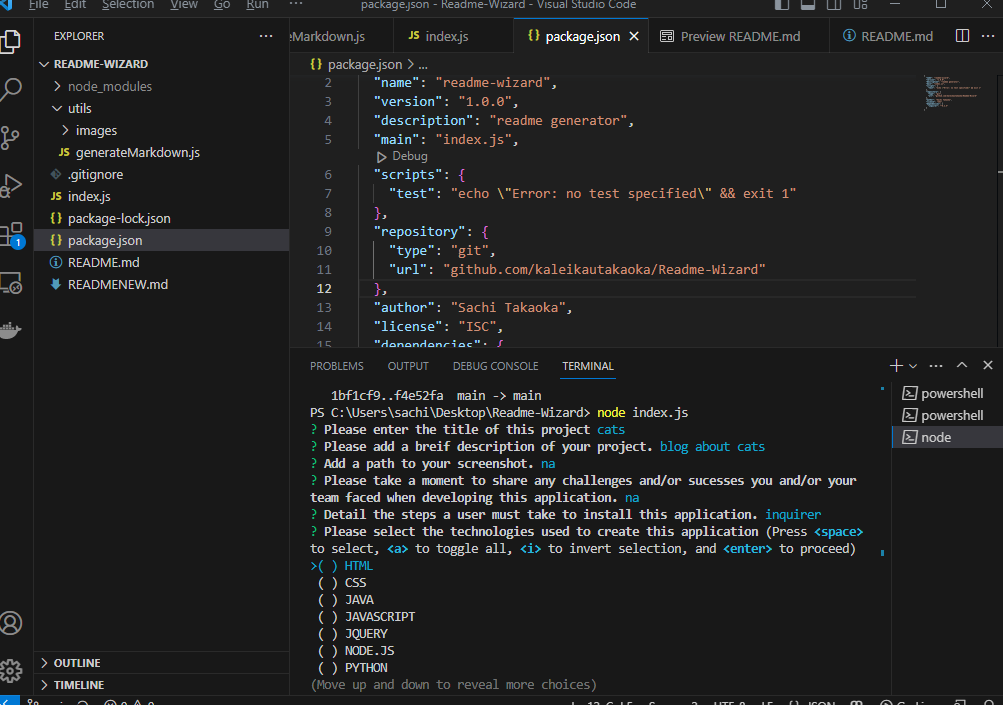 File Edit Selection View Go Run ··· package.json - Readme-Wizard - Visual Studio Code
EXPLORER ···
README-WIZARD
node_modules
utils
images
JS generateMarkdown.js
.gitignore
JS index.js
{} package-lock.json
{} package.json
README.md
READMENEW.md
OUTLINE
TIMELINE
1
eMarkdown.js JS index.js {} package.json Preview README.md README.md ···
{} package.json > ...
2 "name": "readme-wizard",
3 "version": "1.0.0",
4 "description": "readme generator",
5 "main": "index.js",
Debug
6 "scripts": {
7 "test": "echo \"Error: no test specified\" && exit 1"
8 },
9 "repository": {
10 "type": "git",
11 "url": "github.com/kaleikautakaoka/Readme-Wizard"
12 },
13 "author": "Sachi Takaoka",
14 "license": "ISC",
15 "dependencies": {
PROBLEMS OUTPUT DEBUG CONSOLE TERMINAL
1bf1cf9..f4e52fa main -> main
PS C:\Users\sachi\Desktop\Readme-Wizard> node index.js
? Please enter the title of this project cats
? Please add a breif description of your project. blog about cats
? Add a path to your screenshot. na
? Please take a moment to share any challenges and/or sucesses you and/or your
team faced when developing this application. na
? Detail the steps a user must take to install this application. inquirer
? Please select the technologies used to create this application (Press <space>
to select, <a> to toggle all, <i> to invert selection, and <enter> to proceed)
>( ) HTML
( ) CSS
( ) JAVA
( ) JAVASCRIPT
( ) JQUERY
( ) NODE.JS
( ) PYTHON
(Move up and down to reveal more choices)
powershell
powershell
node